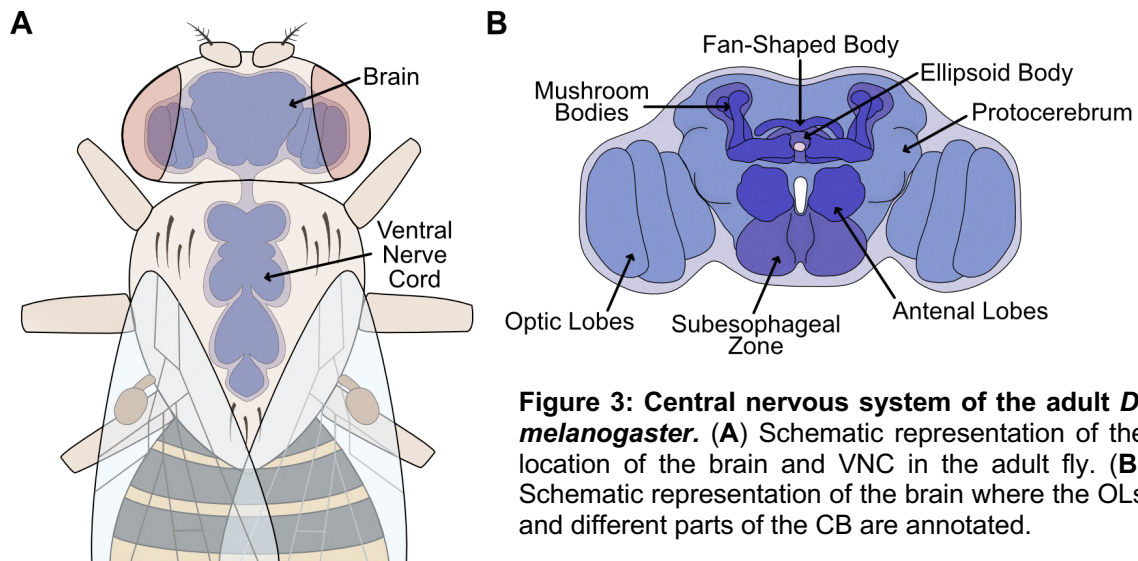 A
Brain
Ventral
Nerve
Cord
B
Fan-Shaped Body
Ellipsoid Body
Mushroom
Bodies
Protocerebrum
Optic Lobes
Subesophageal
Zone
Antenal Lobes
Figure 3: Central nervous system of the adult D.
melanogaster. (A) Schematic representation of the
location of the brain and VNC in the adult fly. (B)
Schematic representation of the brain where the OLs
and different parts of the CB are annotated.